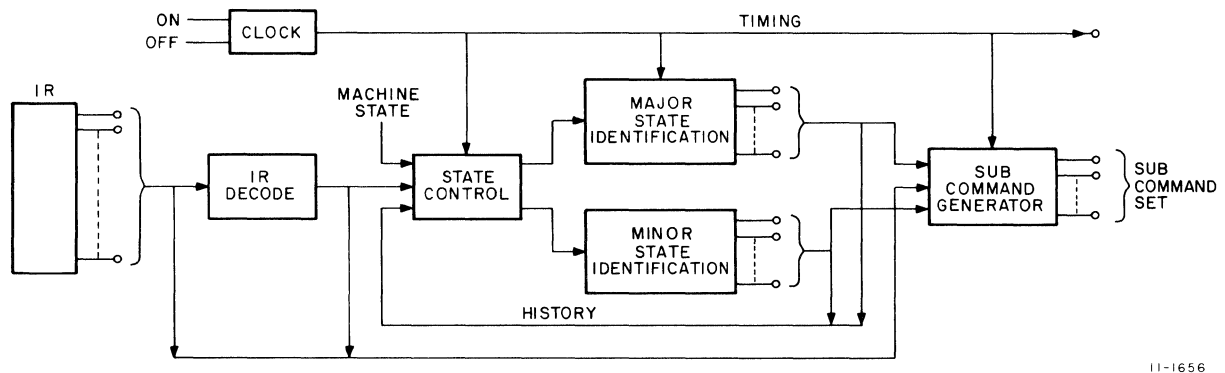 ON
OFF
CLOCK
TIMING
IR
MACHINE
STATE
MAJOR
STATE
IDENTIFICATION
IR
DECODE
STATE
CONTROL
SUB
COMMAND
GENERATOR
SUB
COMMAND
SET
MINOR
STATE
IDENTIFICATION
HISTORY
11-1656